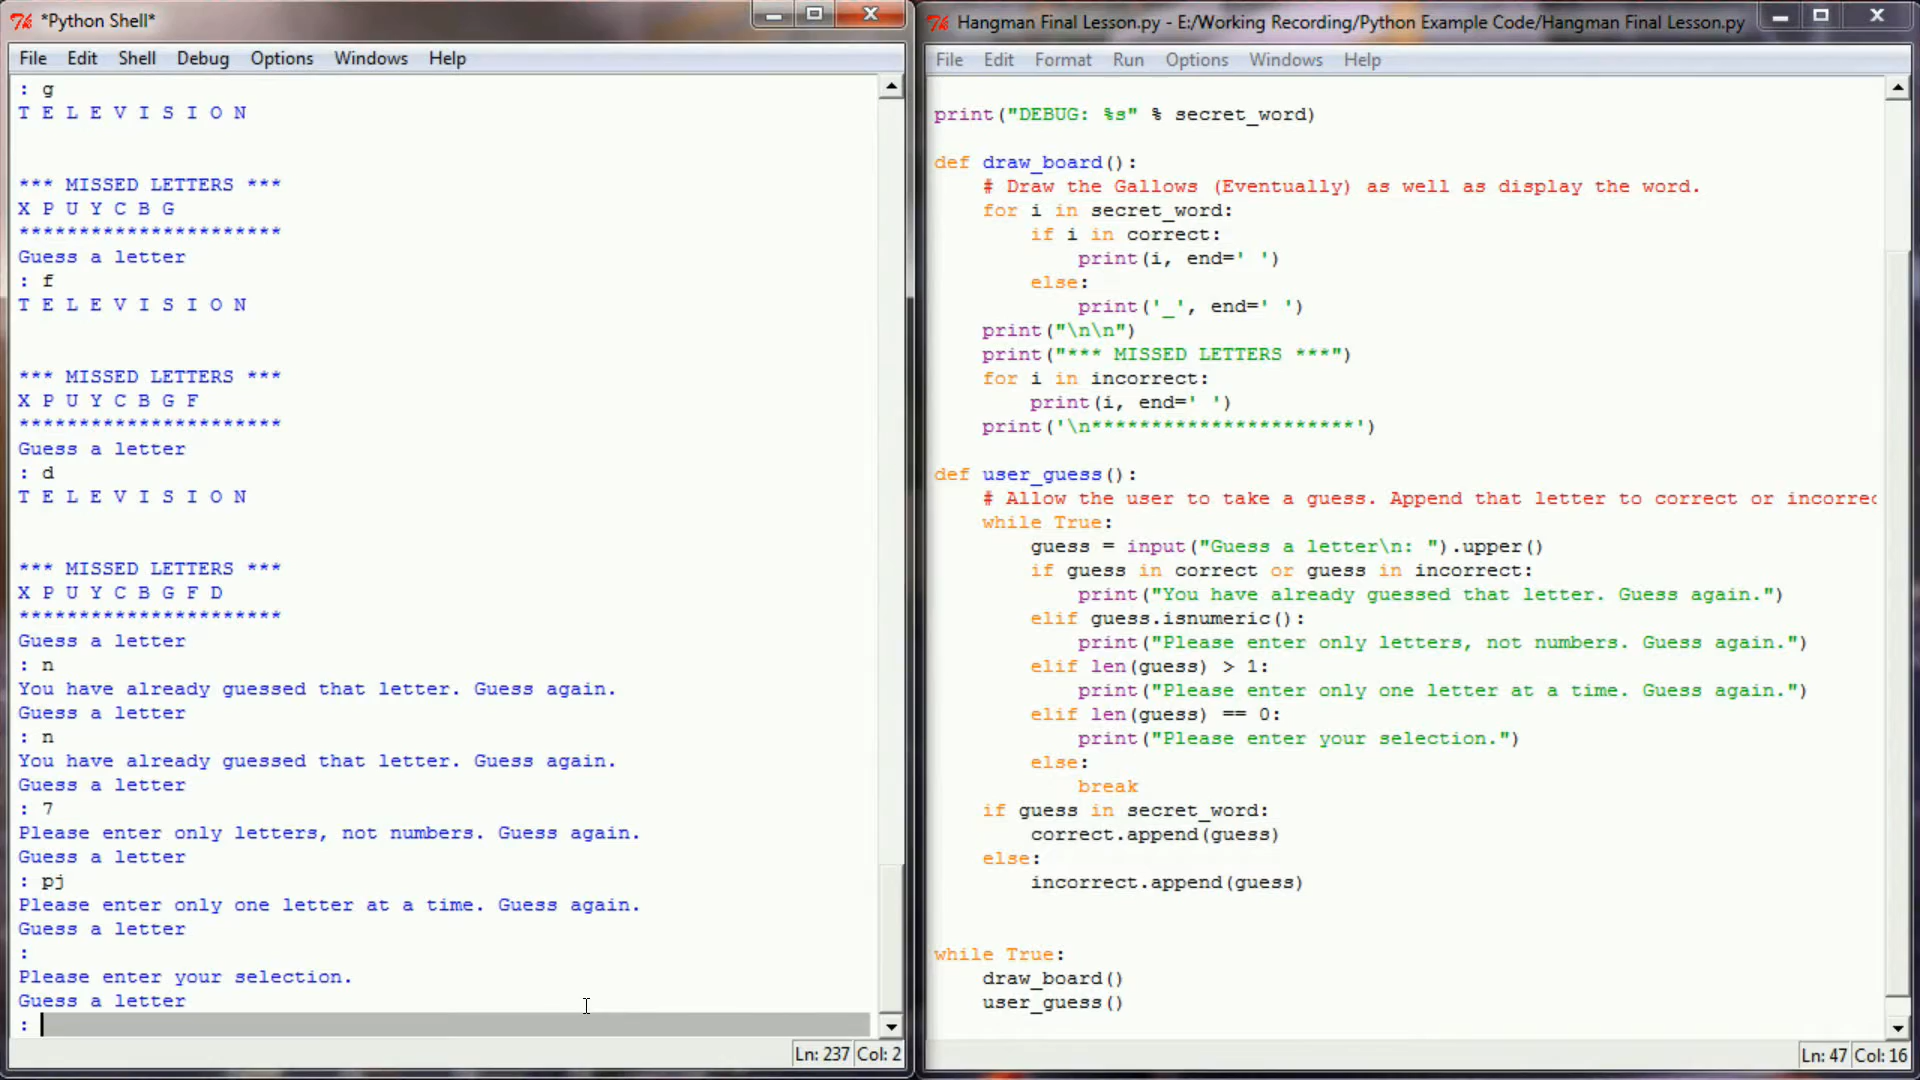 *Python Shell*
File Edit Shell Debug Options Windows Help
: g
T E L E V I S I O N
*** MISSED LETTERS ***
X P U Y C B G
**********************
Guess a letter
: f
T E L E V I S I O N
*** MISSED LETTERS ***
X P U Y C B G F
**********************
Guess a letter
: d
T E L E V I S I O N
*** MISSED LETTERS ***
X P U Y C B G F D
**********************
Guess a letter
: n
You have already guessed that letter. Guess again.
Guess a letter
: n
You have already guessed that letter. Guess again.
Guess a letter
: 7
Please enter only letters, not numbers. Guess again.
Guess a letter
: pj
Please enter only one letter at a time. Guess again.
Guess a letter
:
Please enter your selection.
Guess a letter
:
Ln: 237 Col: 2
Hangman Final Lesson.py - E:/Working Recording/Python Example Code/Hangman Final Lesson.py
File Edit Format Run Options Windows Help
print("DEBUG: %s" % secret_word)
def draw_board():
    # Draw the Gallows (Eventually) as well as display the word.
    for i in secret_word:
        if i in correct:
            print(i, end=' ')
        else:
            print('_', end=' ')
    print("\n\n")
    print("*** MISSED LETTERS ***")
    for i in incorrect:
        print(i, end=' ')
    print('\n**********************')
def user_guess():
    # Allow the user to take a guess. Append that letter to correct or incorrec
    while True:
        guess = input("Guess a letter\n: ").upper()
        if guess in correct or guess in incorrect:
            print("You have already guessed that letter. Guess again.")
        elif guess.isnumeric():
            print("Please enter only letters, not numbers. Guess again.")
        elif len(guess) > 1:
            print("Please enter only one letter at a time. Guess again.")
        elif len(guess) == 0:
            print("Please enter your selection.")
        else:
            break
    if guess in secret_word:
        correct.append(guess)
    else:
        incorrect.append(guess)
while True:
    draw_board()
    user_guess()
Ln: 47 Col: 16